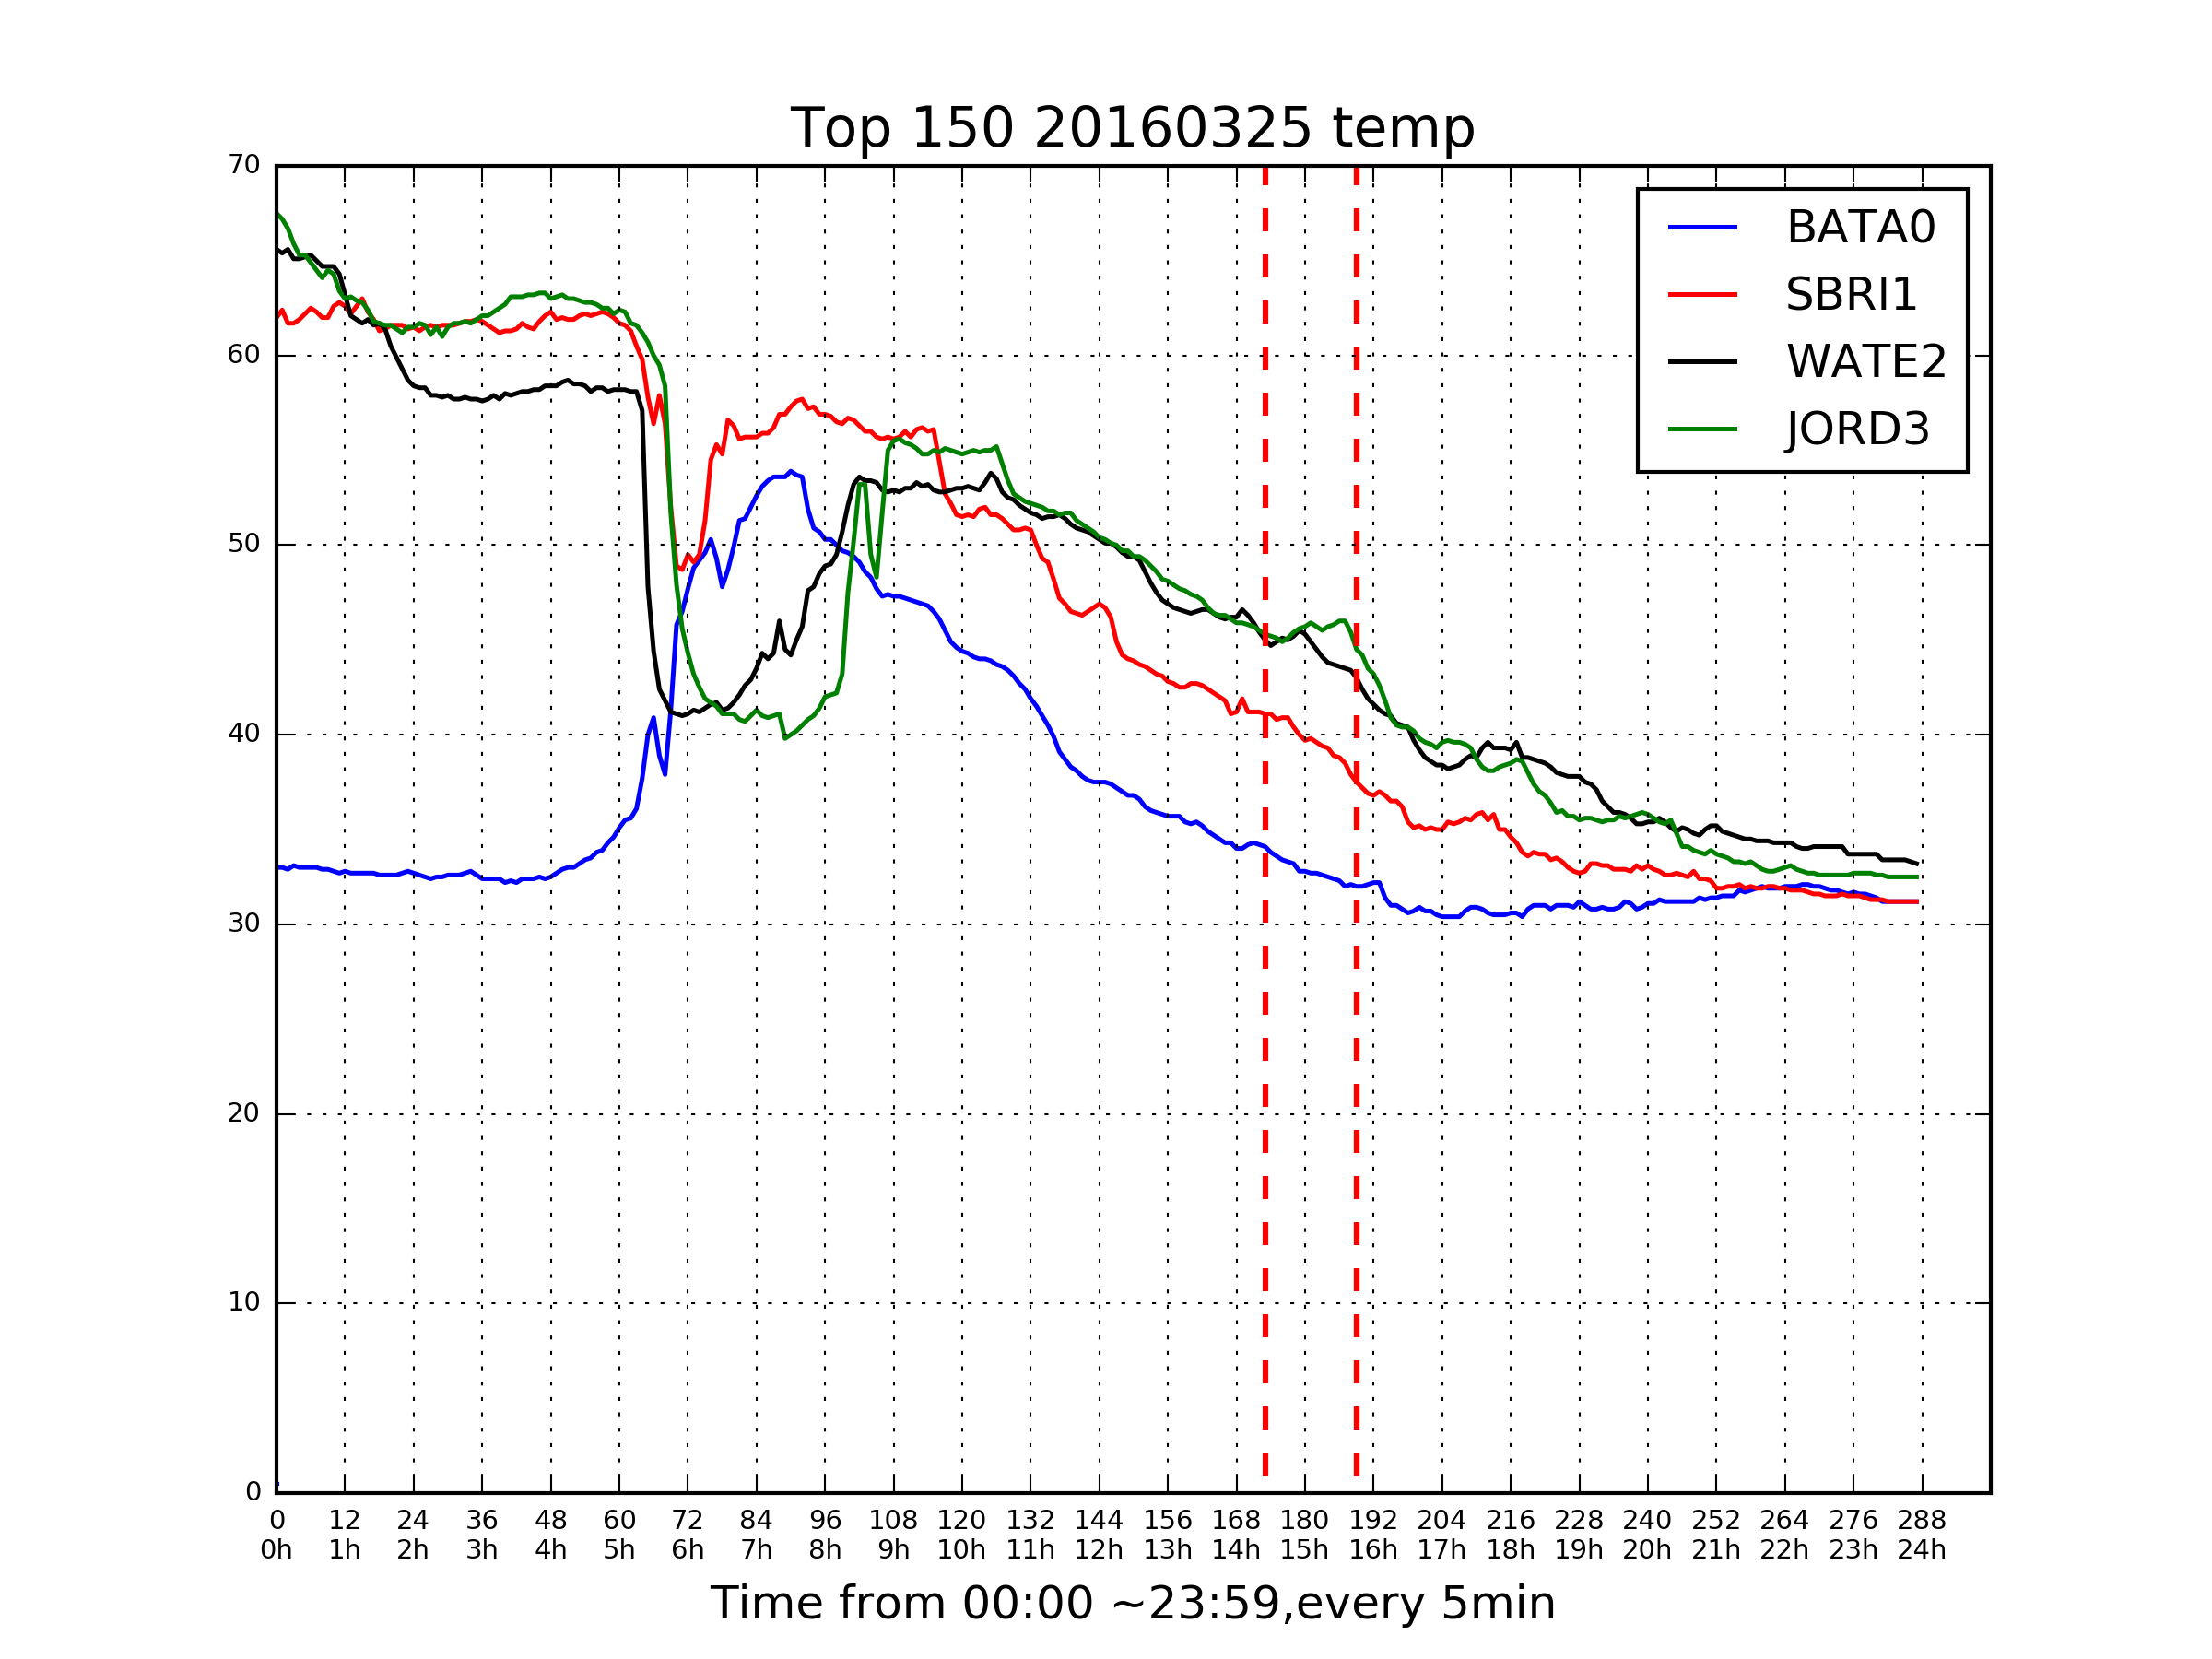 Top 150 20160325 temp
70
60
50
40
30
20
10
0
BATA0
SBRI1
WATE2
JORD3
0 12 24 36 48 60 72 84 96 108 120 132 144 156 168 180 192 204 216 228 240 252 264 276 288
0h 1h 2h 3h 4h 5h 6h 7h 8h 9h 10h 11h 12h 13h 14h 15h 16h 17h 18h 19h 20h 21h 22h 23h 24h
Time from 00:00 ~23:59,every 5min